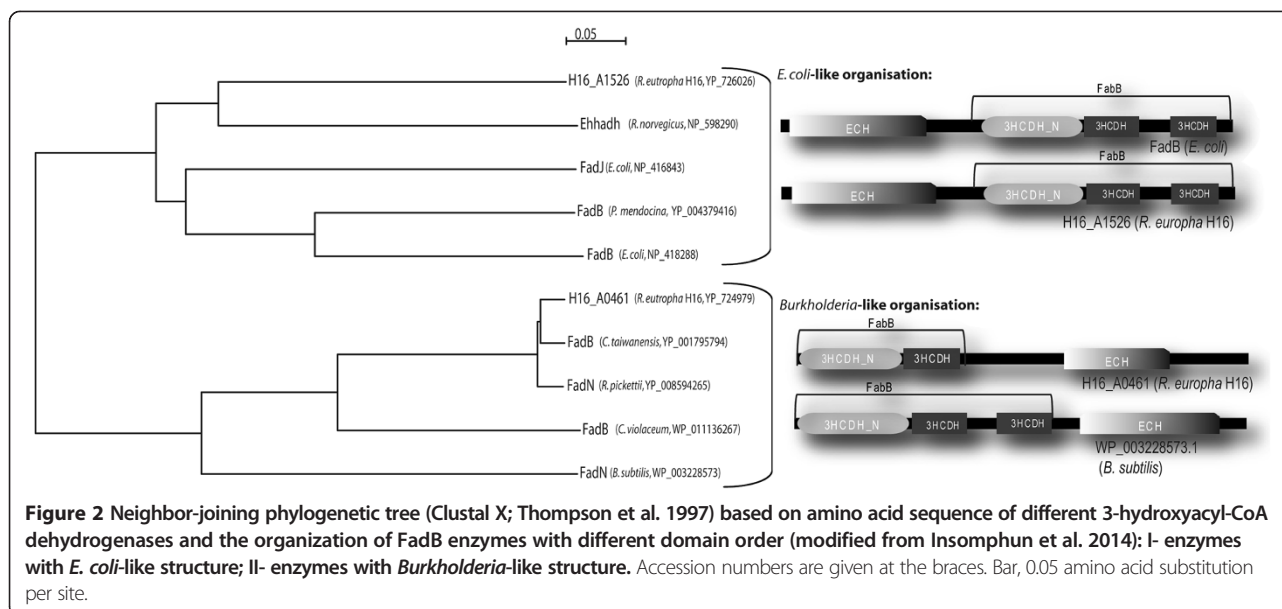 0.05
H16_A1526 (R. eutropha H16, YP_726026)
Ehhadh (R. norvegicus, NP_598290)
FadJ (E. coli, NP_416843)
FadB (P. mendocina, YP_004379416)
FadB (E. coli, NP_418288)
H16_A0461 (R. eutropha H16, YP_724979)
FadB (C. taiwanensis, YP_001795794)
FadN (R. pickettii, YP_008594265)
FadB (C. violaceum, WP_011136267)
FadN (B. subtilis, WP_003228573)
E. coli-like organisation:
FabB
ECH 3HCDH_N 3HCDH 3HCDH
FadB (E. coli)
FabB
ECH 3HCDH_N 3HCDH 3HCDH
H16_A1526 (R. europha H16)
Burkholderia-like organisation:
FabB
3HCDH_N 3HCDH ECH
H16_A0461 (R. europha H16)
FabB
3HCDH_N 3HCDH 3HCDH ECH
WP_003228573.1
(B. subtilis)
Figure 2 Neighbor-joining phylogenetic tree (Clustal X; Thompson et al. 1997) based on amino acid sequence of different 3-hydroxyacyl-CoA
dehydrogenases and the organization of FadB enzymes with different domain order (modified from Insomphun et al. 2014): I- enzymes
with E. coli-like structure; II- enzymes with Burkholderia-like structure. Accession numbers are given at the braces. Bar, 0.05 amino acid substitution
per site.